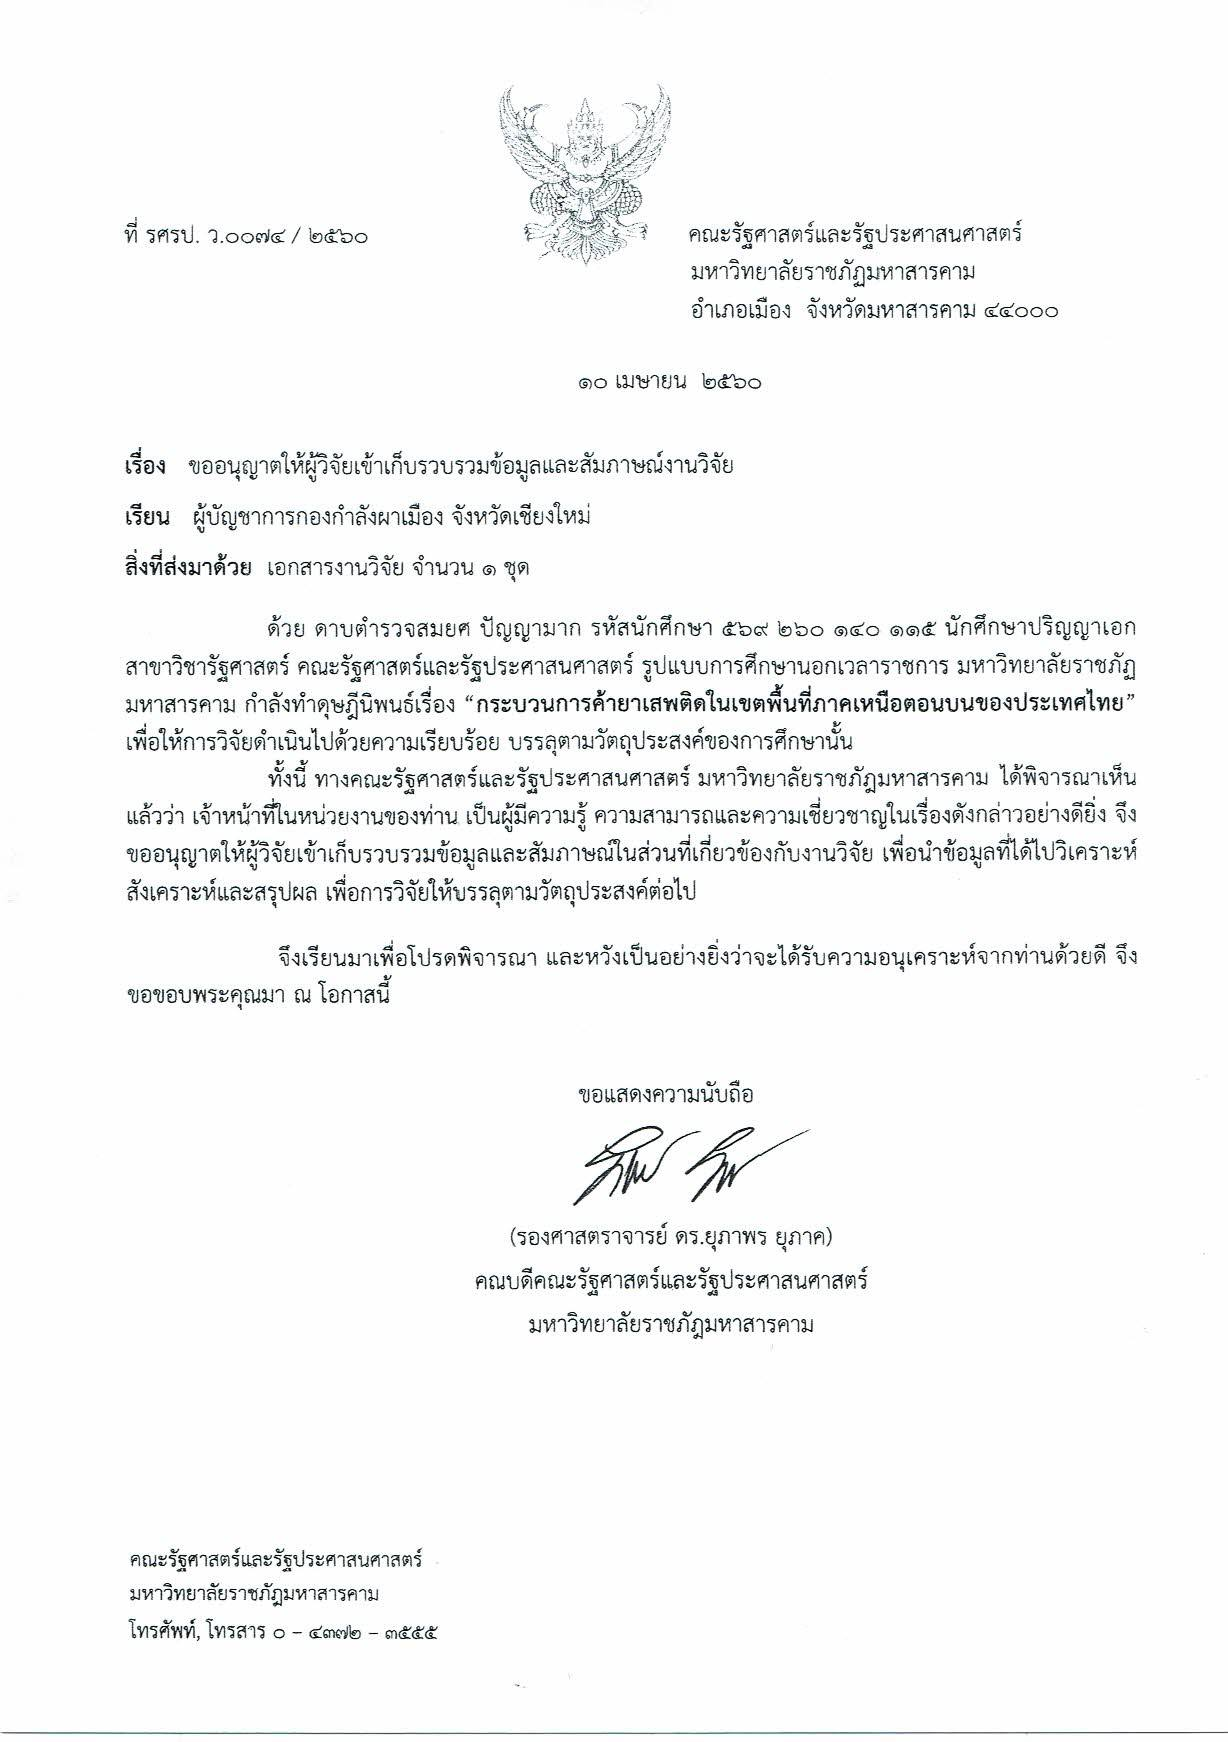 ที่ รศรป. ว.๐๐๗๔ / ๒๕๖๐
คณะรัฐศาสตร์และรัฐประศาสนศาสตร์
มหาวิทยาลัยราชภัฏมหาสารคาม
อำเภอเมือง จังหวัดมหาสารคาม ๔๔๐๐๐
๑๐ เมษายน ๒๕๖๐
เรื่อง ขออนุญาตให้ผู้วิจัยเข้าเก็บรวบรวมข้อมูลและสัมภาษณ์งานวิจัย
เรียน ผู้บัญชาการกองกำลังผาเมือง จังหวัดเชียงใหม่
สิ่งที่ส่งมาด้วย เอกสารงานวิจัย จำนวน ๑ ชุด
ด้วย ดาบตำรวจสมยศ ปัญญามาก รหัสนักศึกษา ๕๖๙ ๒๖๐ ๑๔๐ ๑๑๕ นักศึกษาปริญญาเอก
สาขาวิชารัฐศาสตร์ คณะรัฐศาสตร์และรัฐประศาสนศาสตร์ รูปแบบการศึกษานอกเวลาราชการ มหาวิทยาลัยราชภัฏ
มหาสารคาม กำลังทำดุษฎีนิพนธ์เรื่อง “กระบวนการค้ายาเสพติดในเขตพื้นที่ภาคเหนือตอนบนของประเทศไทย”
เพื่อให้การวิจัยดำเนินไปด้วยความเรียบร้อย บรรลุตามวัตถุประสงค์ของการศึกษานั้น
ทั้งนี้ ทางคณะรัฐศาสตร์และรัฐประศาสนศาสตร์ มหาวิทยาลัยราชภัฏมหาสารคาม ได้พิจารณาเห็น
แล้วว่า เจ้าหน้าที่ในหน่วยงานของท่าน เป็นผู้มีความรู้ ความสามารถและความเชี่ยวชาญในเรื่องดังกล่าวอย่างดียิ่ง จึง
ขออนุญาตให้ผู้วิจัยเข้าเก็บรวบรวมข้อมูลและสัมภาษณ์ในส่วนที่เกี่ยวข้องกับงานวิจัย เพื่อนำข้อมูลที่ได้ไปวิเคราะห์
สังเคราะห์และสรุปผล เพื่อการวิจัยให้บรรลุตามวัตถุประสงค์ต่อไป
จึงเรียนมาเพื่อโปรดพิจารณา และหวังเป็นอย่างยิ่งว่าจะได้รับความอนุเคราะห์จากท่านด้วยดี จึง
ขอขอบพระคุณมา ณ โอกาสนี้
ขอแสดงความนับถือ
(รองศาสตราจารย์ ดร.ยุภาพร ยุภาศ)
คณบดีคณะรัฐศาสตร์และรัฐประศาสนศาสตร์
มหาวิทยาลัยราชภัฏมหาสารคาม
คณะรัฐศาสตร์และรัฐประศาสนศาสตร์
มหาวิทยาลัยราชภัฏมหาสารคาม
โทรศัพท์, โทรสาร ๐ – ๔๓๗๒ – ๓๕๕๕